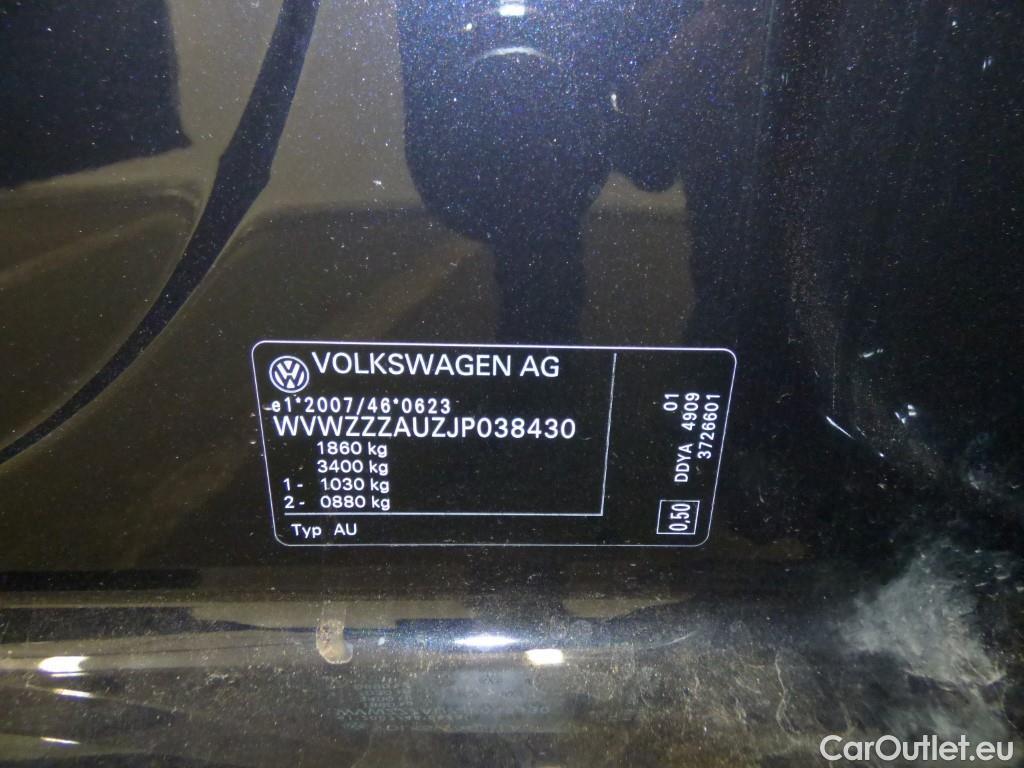 VOLKSWAGEN AG
e1*2007/46*0623
WVWZZZAUZJP038430
1860 kg
3400 kg
1 - 1030 kg
2 - 0880 kg
Typ AU
01
DDYA 4909
3726601
0,50
CarOutlet.eu